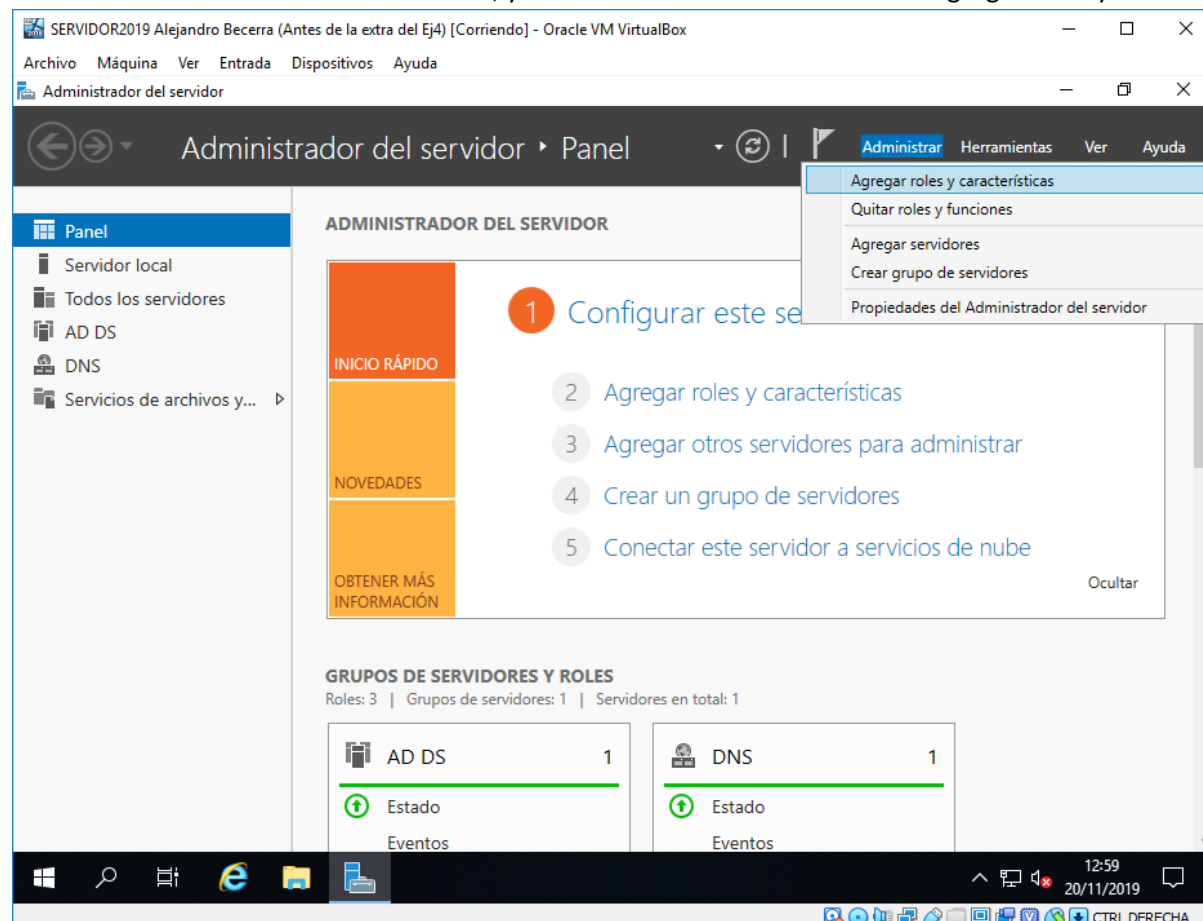 SERVIDOR2019 Alejandro Becerra (Antes de la extra del Ej4) [Corriendo] - Oracle VM VirtualBox
Archivo Máquina Ver Entrada Dispositivos Ayuda
Administrador del servidor
Administrador del servidor Panel
Administrar Herramientas Ver Ayuda
Agregar roles y características
Quitar roles y funciones
Agregar servidores
Crear grupo de servidores
Propiedades del Administrador del servidor
Panel
Servidor local
Todos los servidores
AD DS
DNS
Servicios de archivos y...
ADMINISTRADOR DEL SERVIDOR
INICIO RÁPIDO
NOVEDADES
OBTENER MÁS
INFORMACIÓN
1 Configurar este se
2 Agregar roles y características
3 Agregar otros servidores para administrar
4 Crear un grupo de servidores
5 Conectar este servidor a servicios de nube
Ocultar
GRUPOS DE SERVIDORES Y ROLES
Roles: 3 | Grupos de servidores: 1 | Servidores en total: 1
AD DS 1
Estado
Eventos
DNS 1
Estado
Eventos
12:59
20/11/2019
CTRL DERECHA